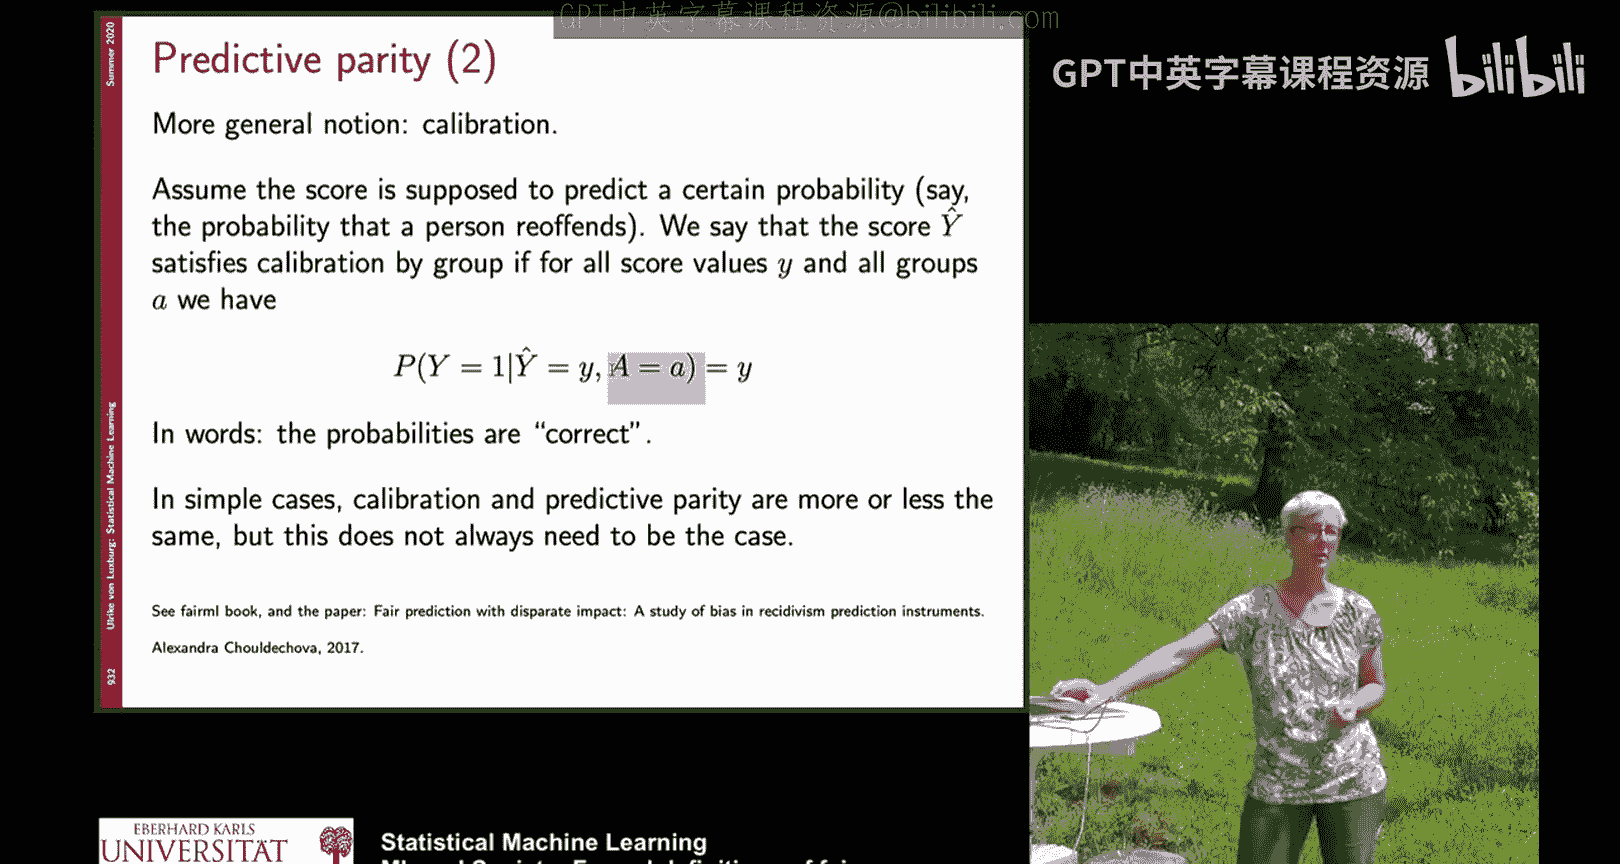 GPT中英字幕课程资源@bilibili.com
GPT中英字幕课程资源 bilibili
Summer 2020
Predictive parity (2)
More general notion: calibration.
Assume the score is supposed to predict a certain probability (say,
the probability that a person reoffends). We say that the score Ŷ
satisfies calibration by group if for all score values y and all groups
a we have
P(Y = 1|Ŷ = y, A = a) = y
In words: the probabilities are “correct”.
In simple cases, calibration and predictive parity are more or less the
same, but this does not always need to be the case.
See fairml book, and the paper: Fair prediction with disparate impact: A study of bias in recidivism prediction instruments.
Alexandra Chouldechova, 2017.
Ulrike von Luxburg: Statistical Machine Learning
932
EBERHARD KARLS
UNIVERSITÄT
Statistical Machine Learning